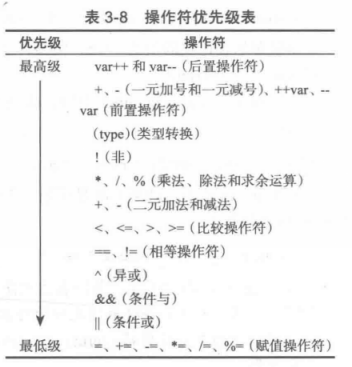 表 3-8 操作符优先级表
优先级 操作符
最高级 var++ 和 var-- (后置操作符)
+、- (一元加号和一元减号)、++var、--
var (前置操作符)
(type)(类型转换)
! (非)
*、/、% (乘法、除法和求余运算)
+、- (二元加法和减法)
<、<=、>、>= (比较操作符)
==、!= (相等操作符)
^ (异或)
&& (条件与)
|| (条件或)
最低级 =、+=、-=、*=、/=、%= (赋值操作符)